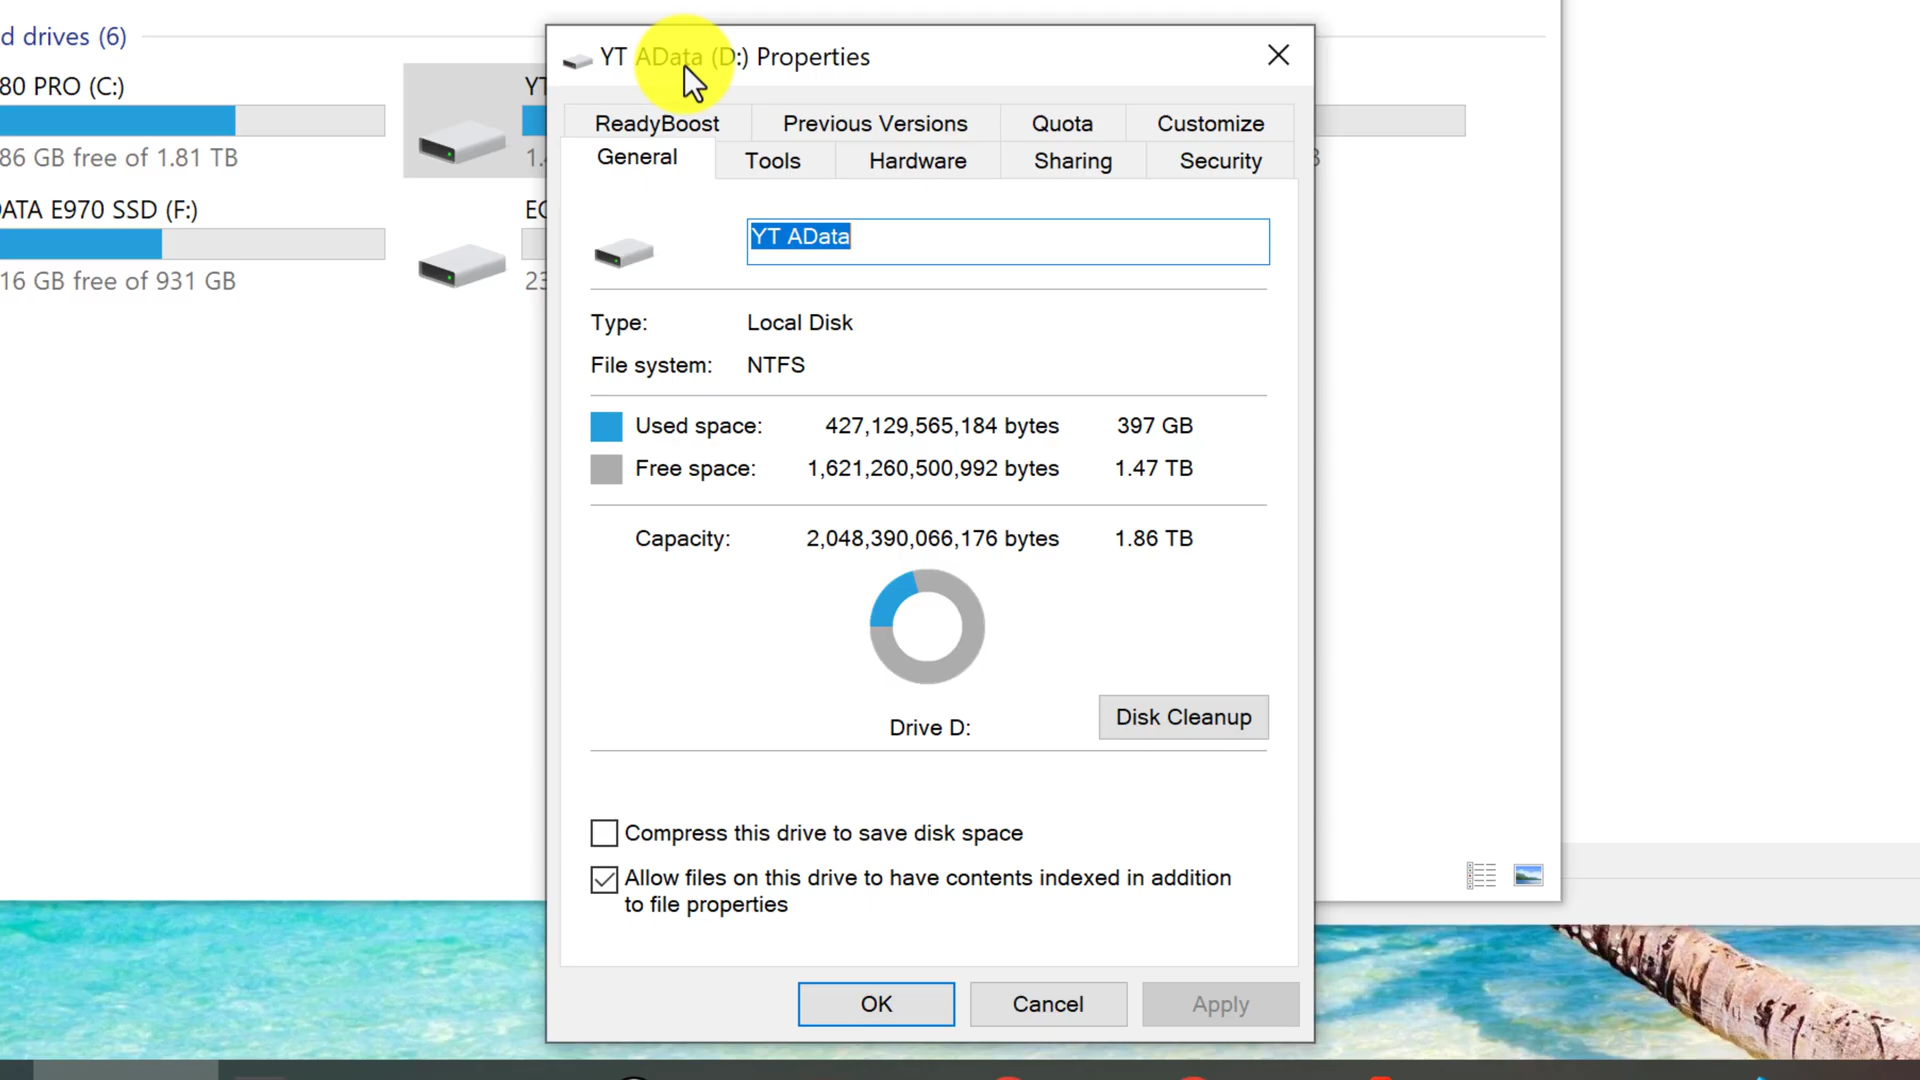 d drives (6)
80 PRO (C:)
86 GB free of 1.81 TB
YT
1.
ATA E970 SSD (F:)
16 GB free of 931 GB
23
YT AData (D:) Properties
ReadyBoost
Previous Versions
Quota
Customize
General
Tools
Hardware
Sharing
Security
YT AData
Type: Local Disk
File system: NTFS
Used space: 427,129,565,184 bytes 397 GB
Free space: 1,621,260,500,992 bytes 1.47 TB
Capacity: 2,048,390,066,176 bytes 1.86 TB
Drive D:
Disk Cleanup
Compress this drive to save disk space
Allow files on this drive to have contents indexed in addition
to file properties
OK
Cancel
Apply